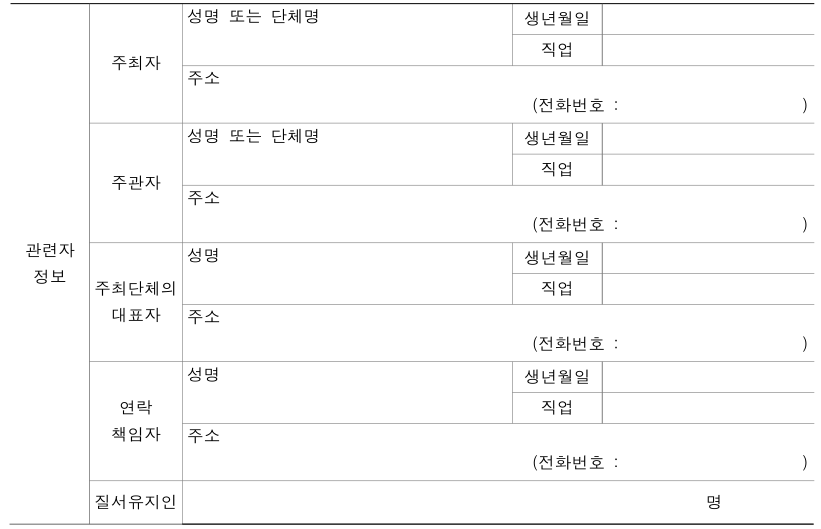 관련자
정보
주최자
성명 또는 단체명
생년월일
직업
주소
(전화번호 : )
주관자
성명 또는 단체명
생년월일
직업
주소
(전화번호 : )
주최단체의
대표자
성명
생년월일
직업
주소
(전화번호 : )
연락
책임자
성명
생년월일
직업
주소
(전화번호 : )
질서유지인
명